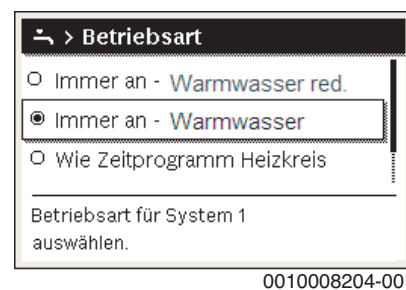 > Betriebsart
Immer an - Warmwasser red.
Immer an - Warmwasser
Wie Zeitprogramm Heizkreis
Betriebsart für System 1
auswählen.
0010008204-00